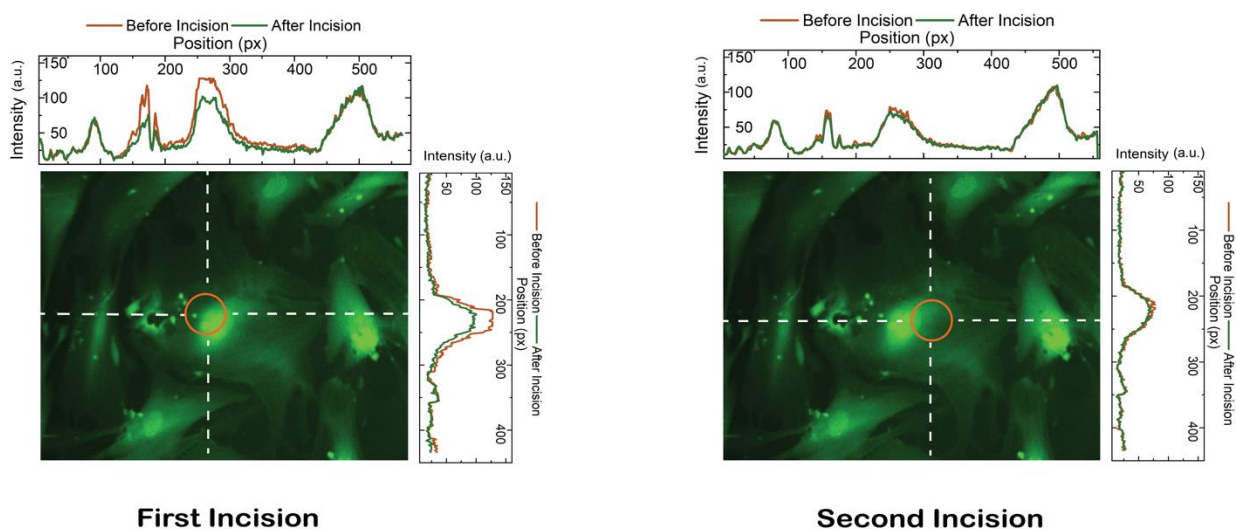 Before Incision After Incision
Position (px)
100 200 300 400 500
Intensity (a.u.)
150
100
50
Intensity (a.u.)
50 100 150
100
200
300
400
Position (px)
Before Incision After Incision
First Incision
Before Incision After Incision
Position (px)
100 200 300 400 500
Intensity (a.u.)
150
100
50
Intensity (a.u.)
50 100 150
100
200
300
400
Position (px)
Before Incision After Incision
Second Incision